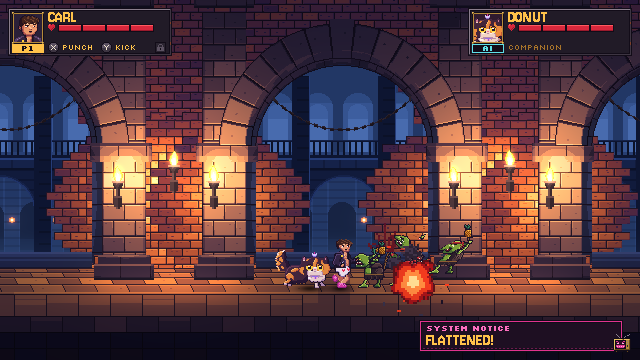 CARL
P1
X PUNCH Y KICK
DONUT
AI
COMPANION
SYSTEM NOTICE
FLATTENED!